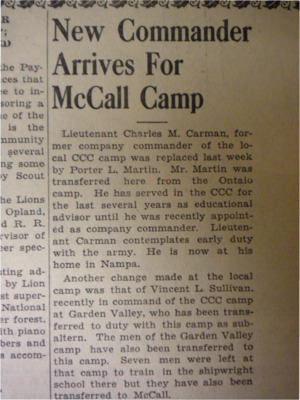 New Commander
Arrives For
McCall Camp
Lieutenant Charles M. Carman, for-
mer company commander of the lo-
cal CCC camp was replaced last week
by Porter L. Martin. Mr. Martin was
transferred here from the Ontaio
camp. He has served in the CCC for
the last several years as educational
advisor until he was recently appoint-
ed as company commander. Lieuten-
ant Carman contemplates early duty
with the army. He is now at his
home in Nampa.
Another change made at the local
camp was that of Vincent L. Sullivan,
recently in command of the CCC camp
at Garden Valley, who has been trans-
ferred to duty with this camp as sub-
altern. The men of the Garden Valley
camp have also been transferred to
this camp. Seven men were left at
that camp to train in the shipwright
school there but they have also been
transferred to McCall.
the Pay-
ces that
e to in-
soring a
e of the
is the
mmunity
several
ng some
y Scout
he Lions
Opland,
d R. R.
rvisor of
er spec-
ting ad-
by Lion
st super-
National
er forest.
th piano
bers and
s accom-